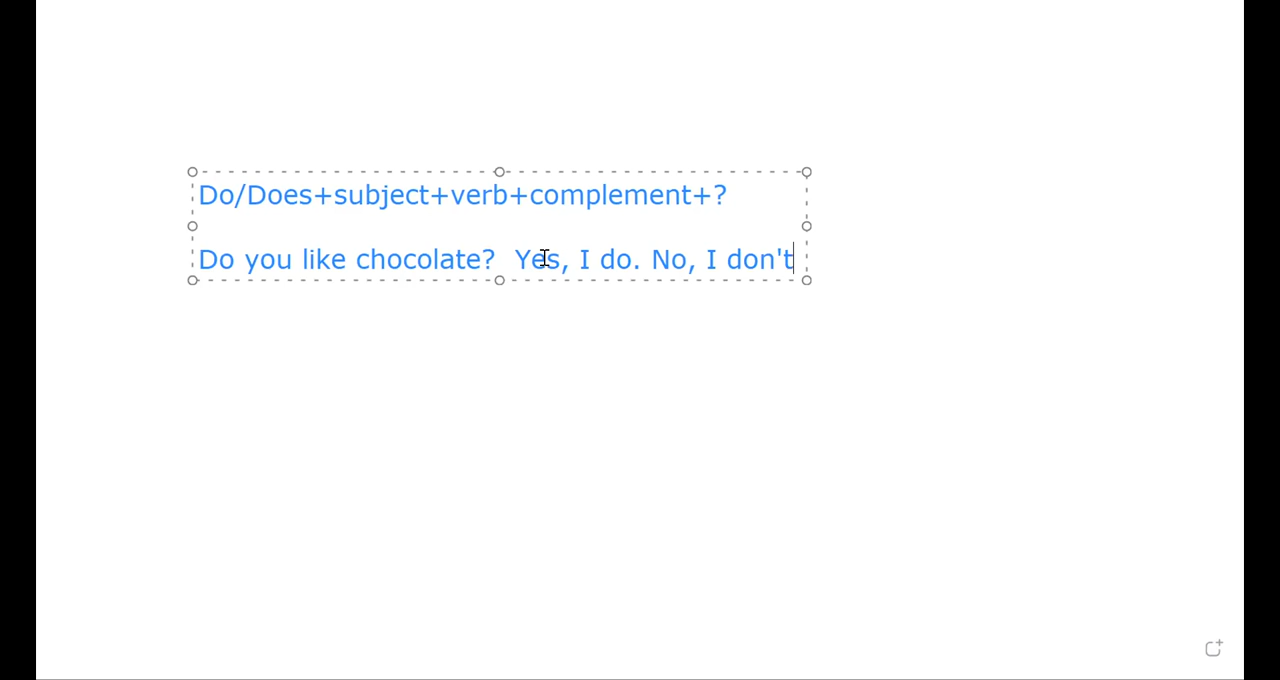 Do/Does+subject+verb+complement+?
Do you like chocolate?  Yes, I do. No, I don't